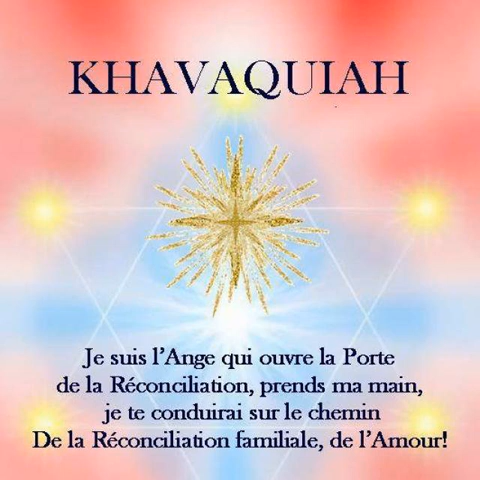 KHAVAQUIAH
Je suis l'Ange qui ouvre la Porte
de la Réconciliation, prends ma main,
je te conduirai sur le chemin
De la Réconciliation familiale, de l'Amour!